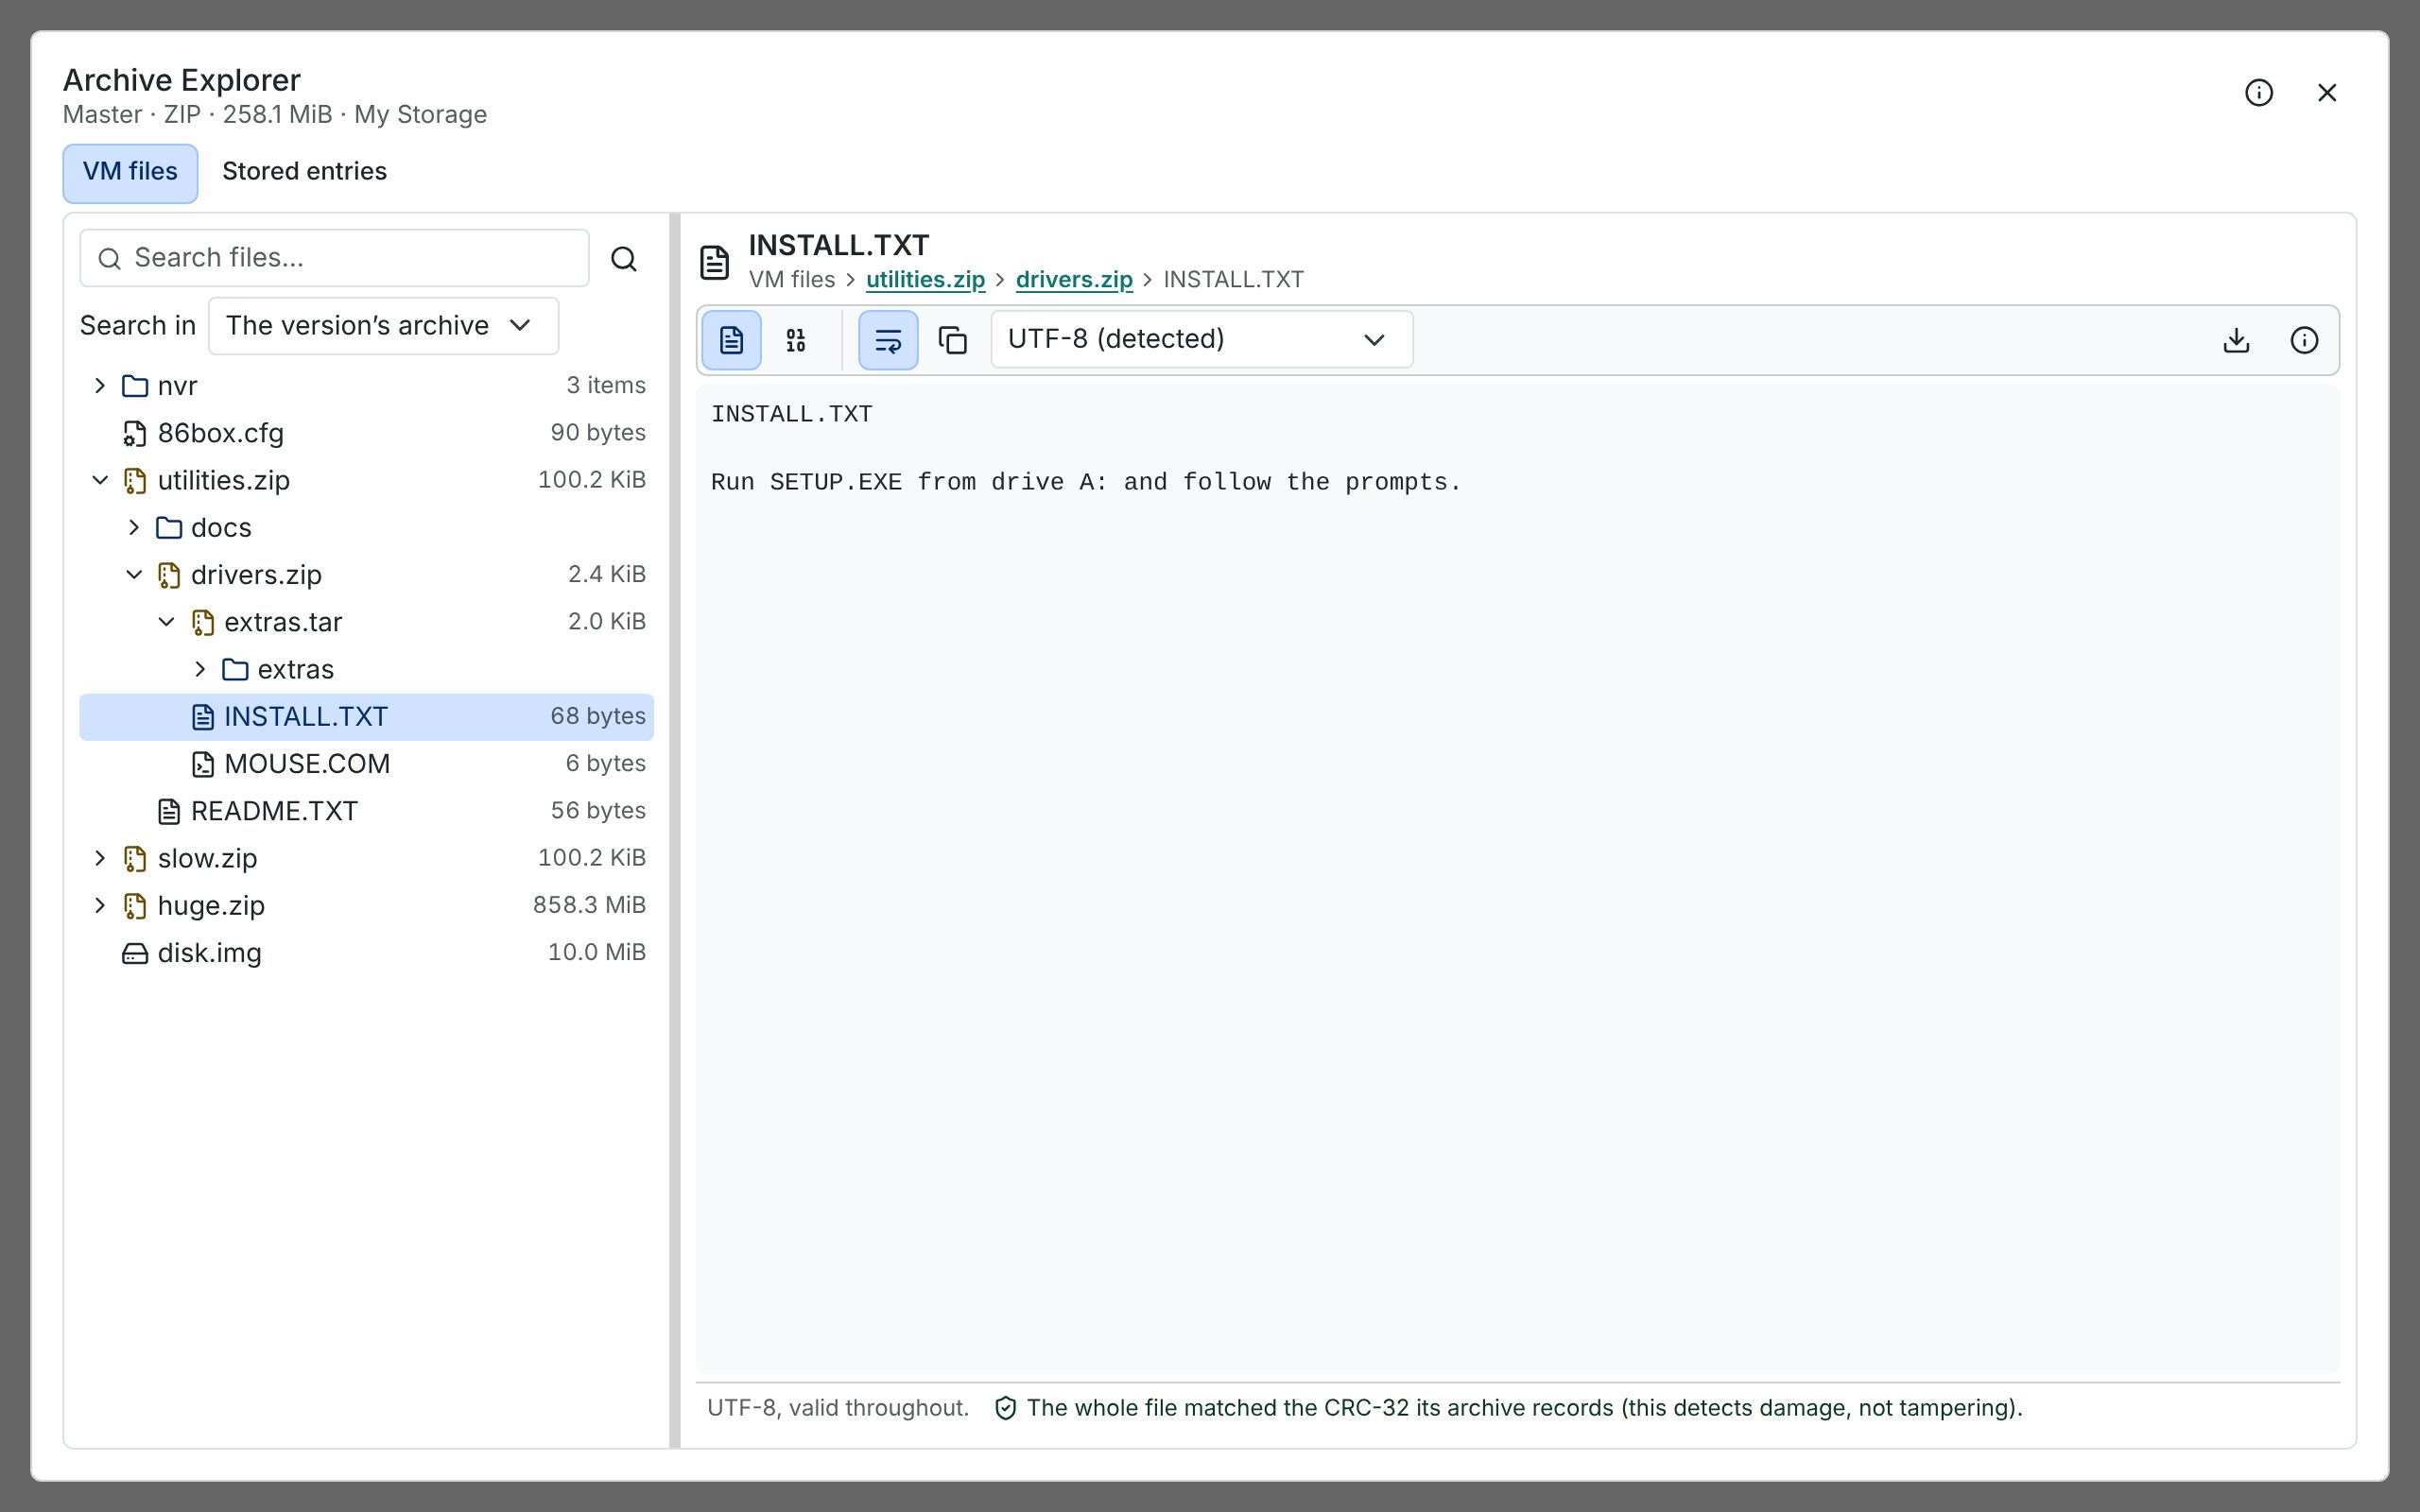 Archive Explorer
Master · ZIP · 258.1 MiB · My Storage
VM files
Stored entries
Search files...
Search in
The version’s archive
nvr 3 items
86box.cfg 90 bytes
utilities.zip 100.2 KiB
docs
drivers.zip 2.4 KiB
extras.tar 2.0 KiB
extras
INSTALL.TXT 68 bytes
MOUSE.COM 6 bytes
README.TXT 56 bytes
slow.zip 100.2 KiB
huge.zip 858.3 MiB
disk.img 10.0 MiB
INSTALL.TXT
VM files > utilities.zip > drivers.zip > INSTALL.TXT
01
10
UTF-8 (detected)
INSTALL.TXT
Run SETUP.EXE from drive A: and follow the prompts.
UTF-8, valid throughout. The whole file matched the CRC-32 its archive records (this detects damage, not tampering).